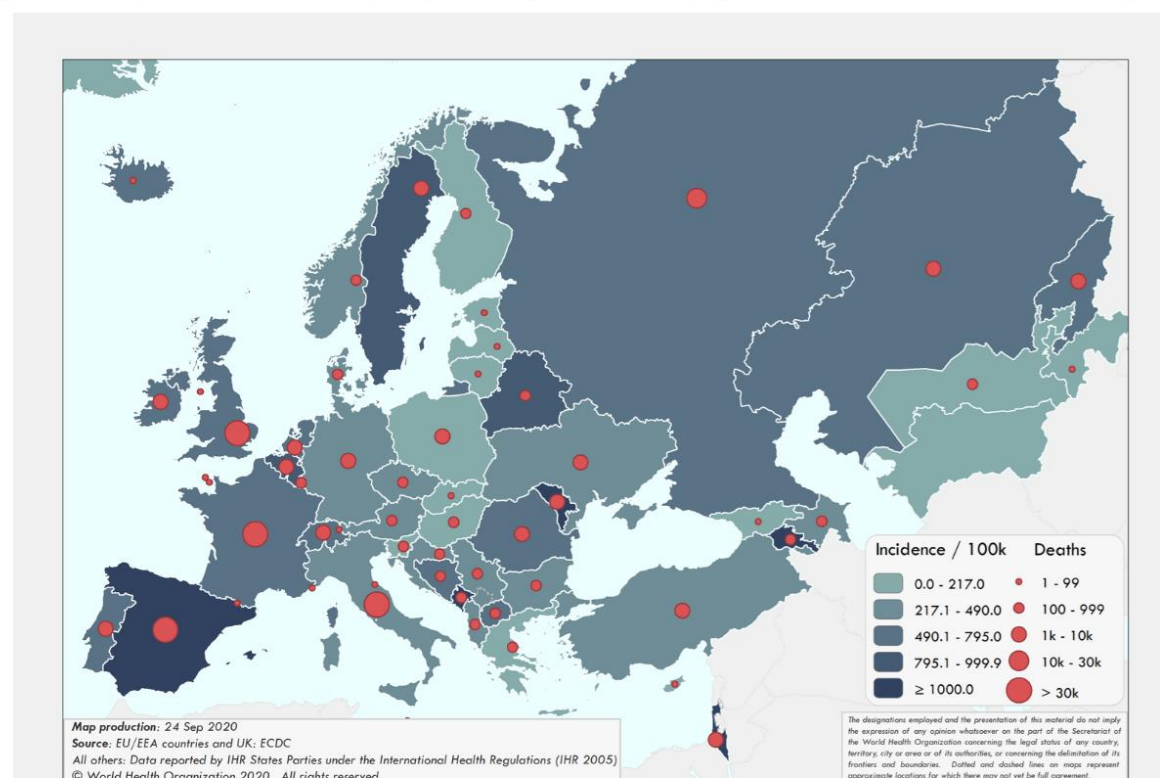 Incidence / 100k Deaths
0.0 - 217.0 1 - 99
217.1 - 490.0 100 - 999
490.1 - 795.0 1k - 10k
795.1 - 999.9 10k - 30k
≥ 1000.0 > 30k
Map production: 24 Sep 2020
Source: EU/EEA countries and UK: ECDC
All others: Data reported by IHR States Parties under the International Health Regulations (IHR 2005)
© World Health Organization 2020. All rights reserved
The designations employed and the presentation of this material do not imply
the expression of any opinion whatsoever on the part of the Secretariat of
the World Health Organization concerning the legal status of any country,
territory, city or area or of its authorities, or concerning the delimitation of its
frontiers and boundaries. Dotted and dashed lines on maps represent
approximate locations for which there may not yet be full agreement.